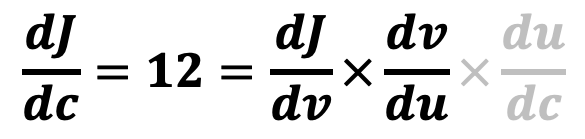 dJ/dc = 12 = dJ/dv × dv/du × du/dc